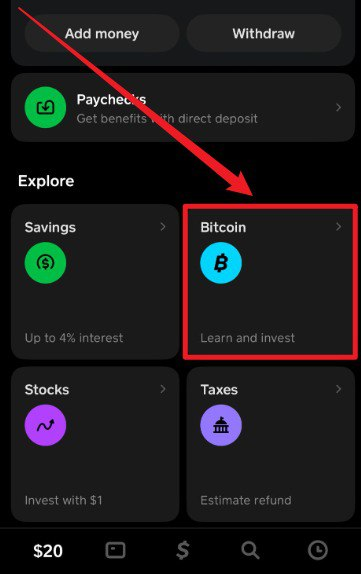 Add money
Withdraw
Paychecks
Get benefits with direct deposit
Explore
Savings
Bitcoin
Up to 4% interest
Learn and invest
Stocks
Taxes
Invest with $1
Estimate refund
$20